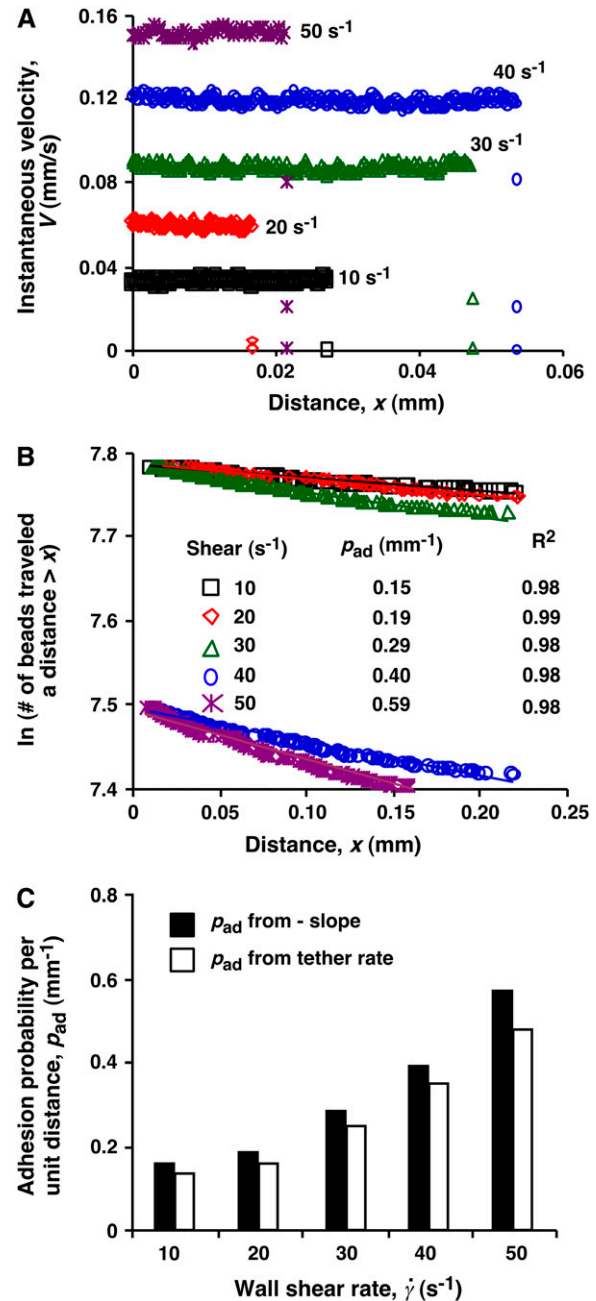 A
Instantaneous velocity,
V (mm/s)
0.16
0.12
0.08
0.04
0
50 s⁻¹
40 s⁻¹
30 s⁻¹
20 s⁻¹
10 s⁻¹
0 0.02 0.04 0.06
Distance, x (mm)
B
ln (# of beads traveled
a distance > x)
7.8
7.7
7.6
7.5
7.4
Shear (s⁻¹) p_ad (mm⁻¹) R²
10 0.15 0.98
20 0.19 0.99
30 0.29 0.98
40 0.40 0.98
50 0.59 0.98
0 0.05 0.10 0.15 0.20 0.25
Distance, x (mm)
C
Adhesion probability per
unit distance, p_ad (mm⁻¹)
0.8
0.6
0.4
0.2
0
p_ad from - slope
p_ad from tether rate
10 20 30 40 50
Wall shear rate, γ̇ (s⁻¹)